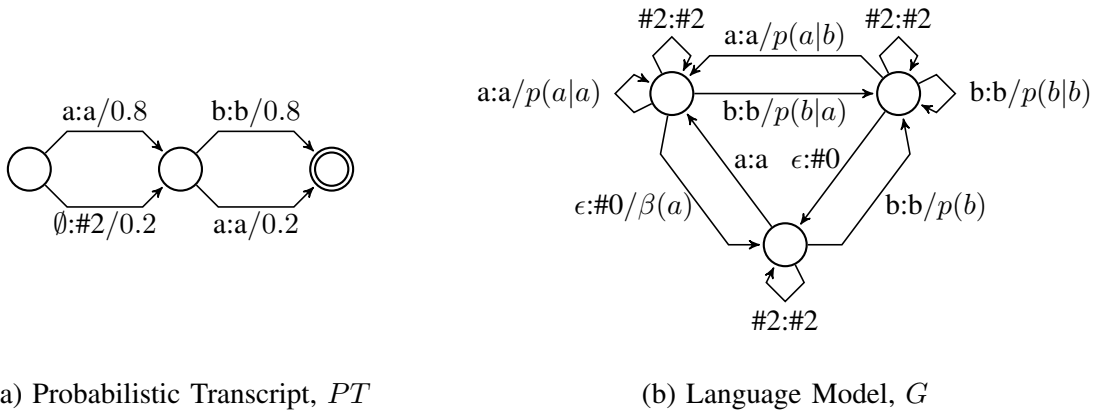 #2:#2 #2:#2
a:a/p(a|b)
a:a/p(a|a) b:b/p(b|b)
b:b/p(b|a)
a:a/0.8 b:b/0.8
a:a ϵ:#0
ϵ:#0/β(a) b:b/p(b)
∅:#2/0.2 a:a/0.2
#2:#2
a) Probabilistic Transcript, PT (b) Language Model, G